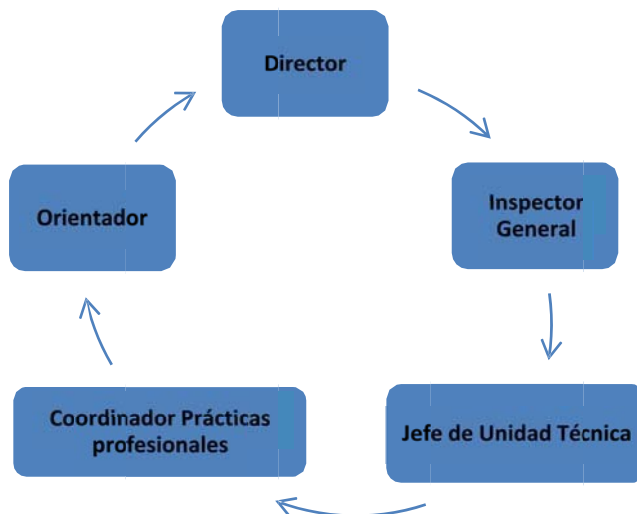 Director
Inspector
General
Jefe de Unidad Técnica
Coordinador Prácticas
profesionales
Orientador